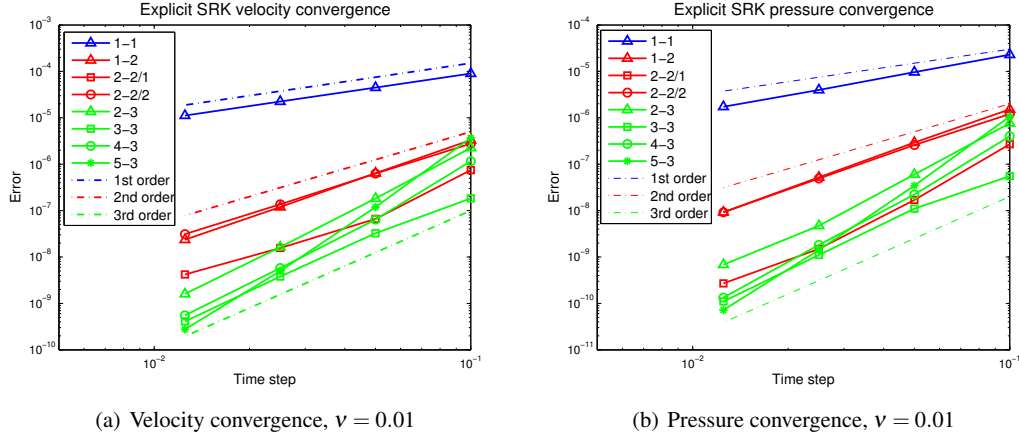 Explicit SRK velocity convergence
10⁻³
10⁻⁴
10⁻⁵
10⁻⁶
10⁻⁷
10⁻⁸
10⁻⁹
10⁻¹⁰
Error
1−1
1−2
2−2/1
2−2/2
2−3
3−3
4−3
5−3
1st order
2nd order
3rd order
10⁻²
10⁻¹
Time step
(a) Velocity convergence, ν = 0.01
Explicit SRK pressure convergence
10⁻⁴
10⁻⁵
10⁻⁶
10⁻⁷
10⁻⁸
10⁻⁹
10⁻¹⁰
10⁻¹¹
Error
1−1
1−2
2−2/1
2−2/2
2−3
3−3
4−3
5−3
1st order
2nd order
3rd order
10⁻²
10⁻¹
Time step
(b) Pressure convergence, ν = 0.01